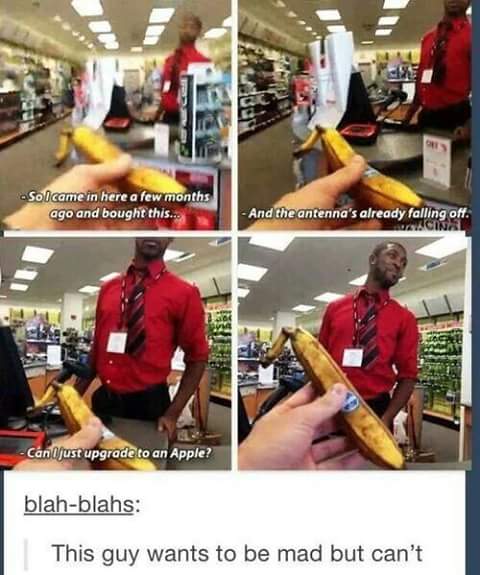 - So I came in here a few months
ago and bought this...
- And the antenna's already falling off.
- Can I just upgrade to an Apple?
blah-blahs:
This guy wants to be mad but can't